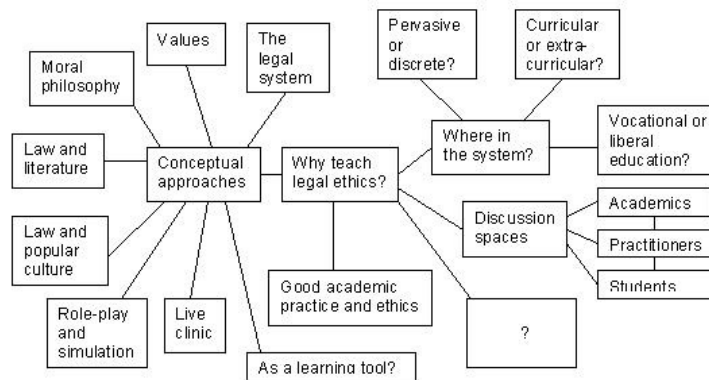 Values
The
legal
system
Pervasive
or
discrete?
Curricular
or extra-
curricular?
Moral
philosophy
Law and
literature
Conceptual
approaches
Why teach
legal ethics?
Where in
the system?
Vocational or
liberal
education?
Law and
popular
culture
Discussion
spaces
Academics
Practitioners
Students
Role-play
and
simulation
Live
clinic
Good academic
practice and ethics
?
As a learning tool?